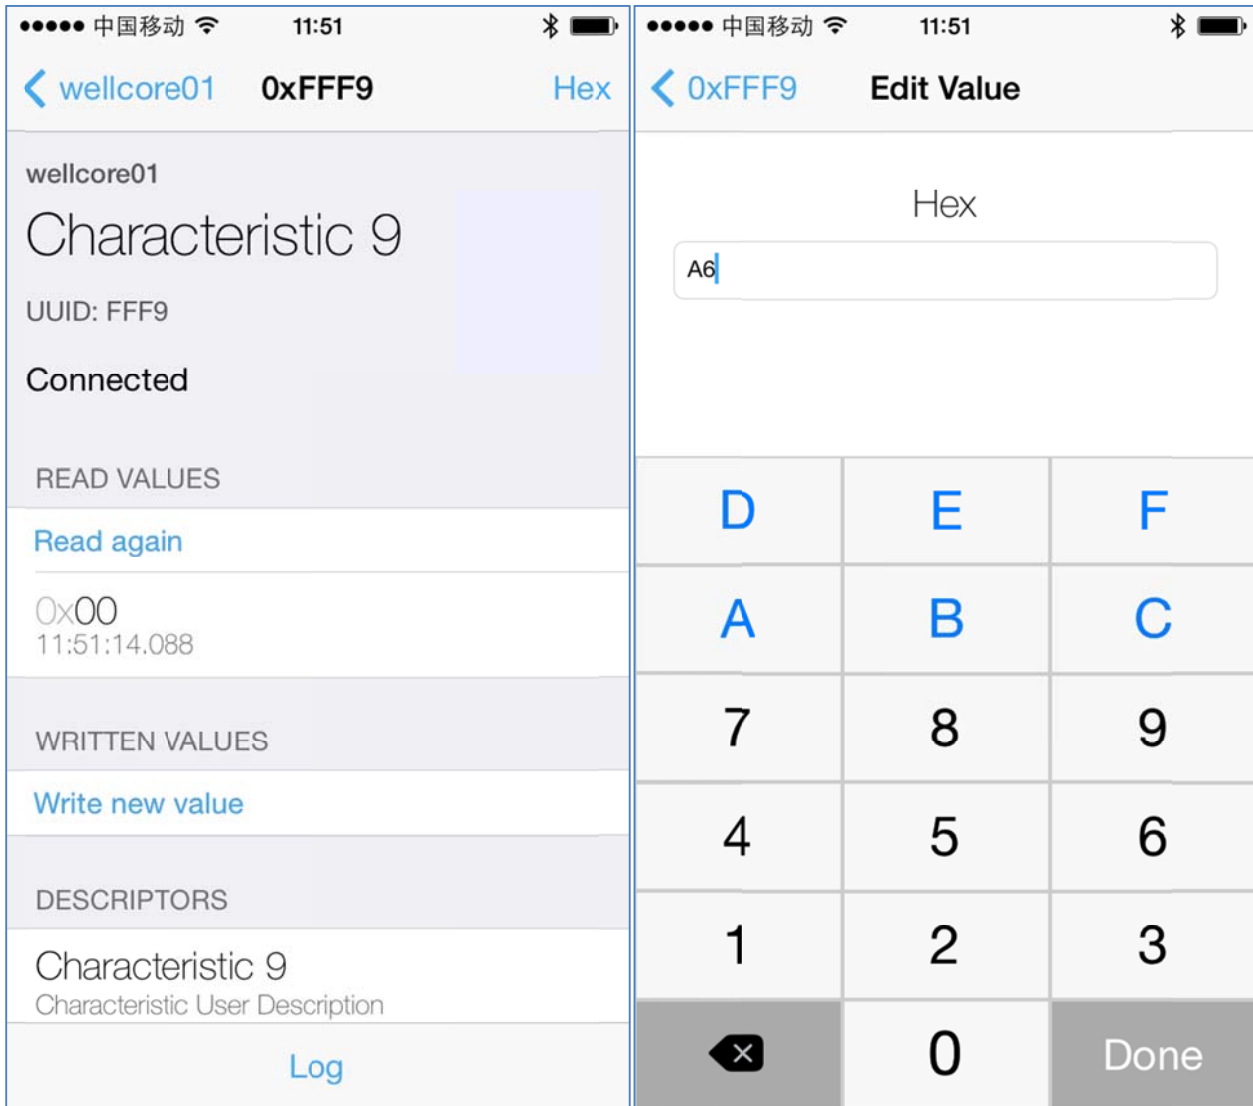 中国移动 11:51
wellcore01 0xFFF9 Hex
wellcore01
Characteristic 9
UUID: FFF9
Connected
READ VALUES
Read again
0x00
11:51:14.088
WRITTEN VALUES
Write new value
DESCRIPTORS
Characteristic 9
Characteristic User Description
Log
中国移动 11:51
0xFFF9 Edit Value
Hex
A6
D E F
A B C
7 8 9
4 5 6
1 2 3
0 Done